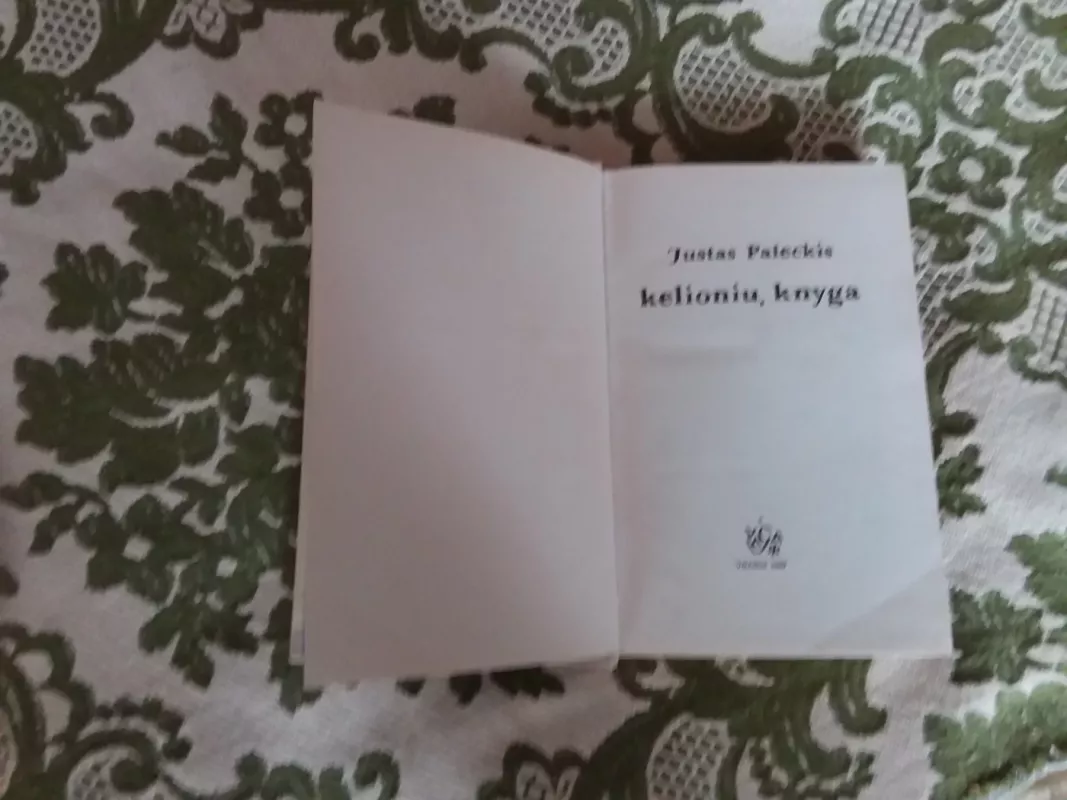 Justas Paleckis
kelionių knyga